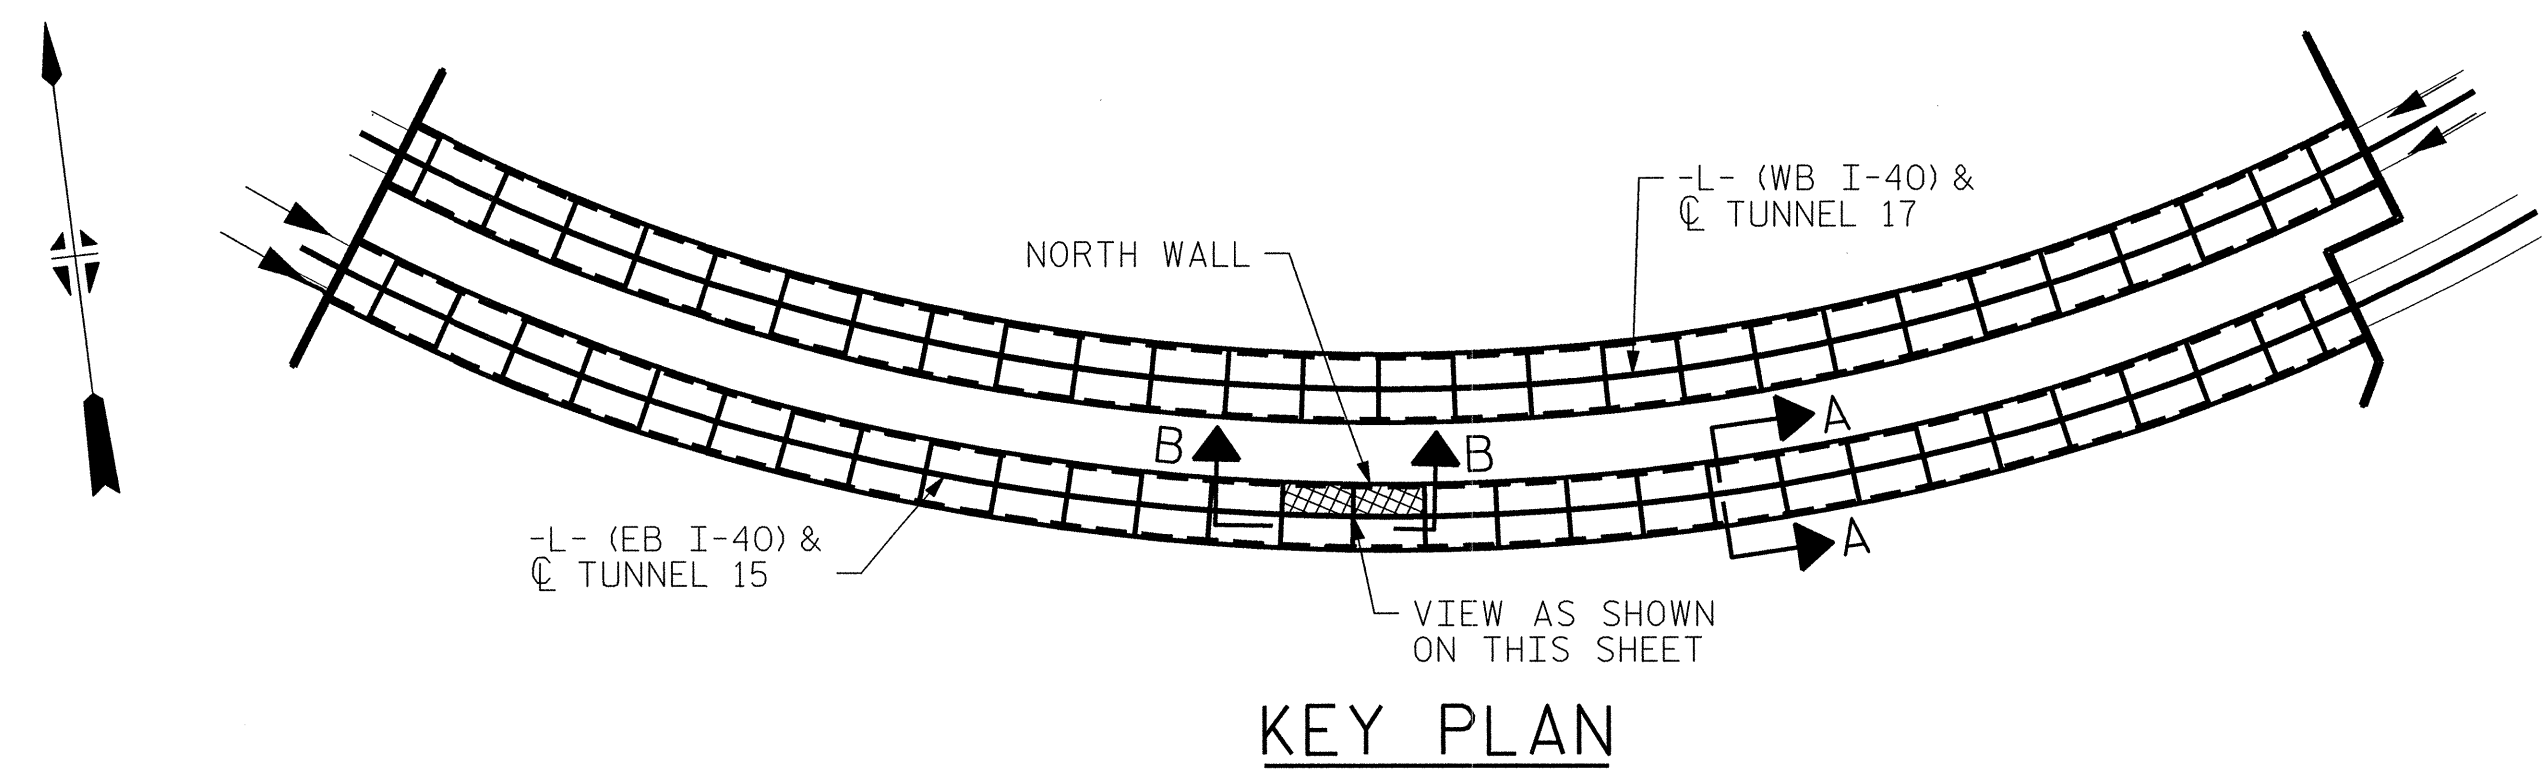 -L- (WB I-40) &
℄ TUNNEL 17
NORTH WALL
A
B
B
-L- (EB I-40) &
℄ TUNNEL 15
A
VIEW AS SHOWN
ON THIS SHEET
KEY PLAN